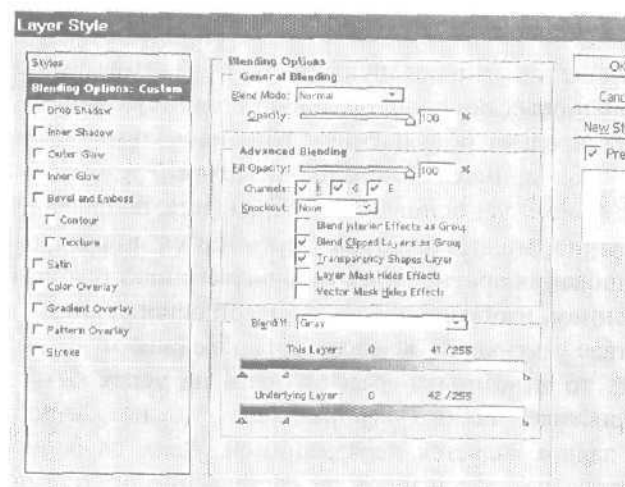 Layer Style
Styles
Blending Options: Custom
Drop Shadow
Inner Shadow
Outer Glow
Inner Glow
Bevel and Emboss
Contour
Texture
Satin
Color Overlay
Gradient Overlay
Pattern Overlay
Stroke
Blending Options
General Blending
Blend Mode: Normal
Opacity: 100 %
Advanced Blending
Fill Opacity: 100 %
Channels:
Knockout: None
Blend Interior Effects as Group
Blend Clipped Layers as Group
Transparency Shapes Layer
Layer Mask Hides Effects
Vector Mask Hides Effects
Blend If: Gray
This Layer: 0 41 /255
Underlying Layer: 0 42 /255
Canc
New St
Pre